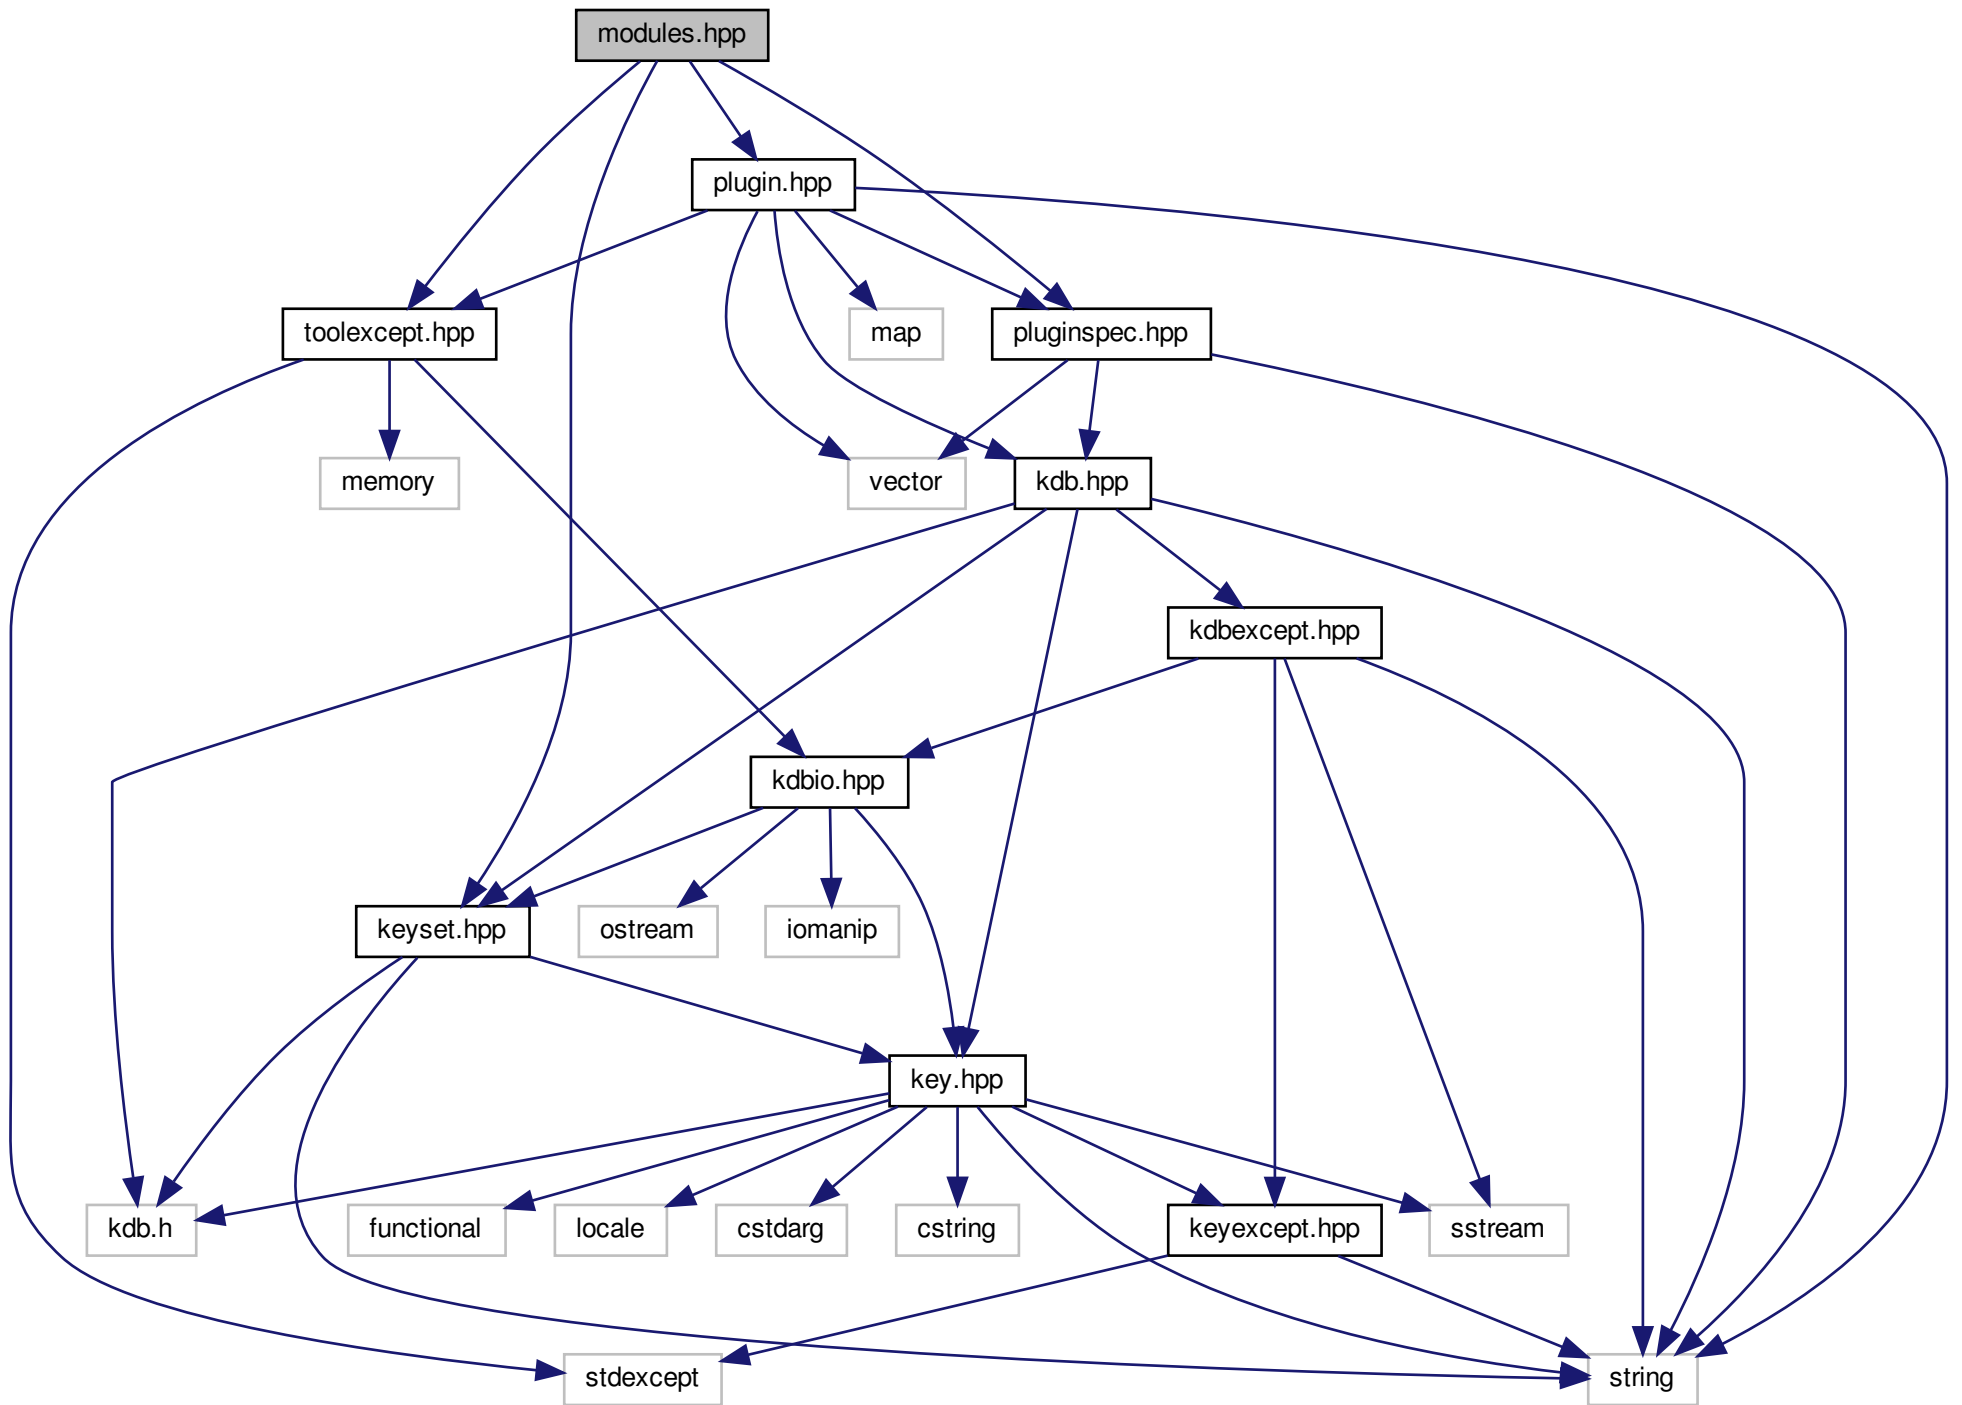 modules.hpp
plugin.hpp
toolexcept.hpp
map
pluginspec.hpp
memory
vector
kdb.hpp
kdbexcept.hpp
kdbio.hpp
keyset.hpp
ostream
iomanip
key.hpp
kdb.h
functional
locale
cstdarg
cstring
keyexcept.hpp
sstream
stdexcept
string